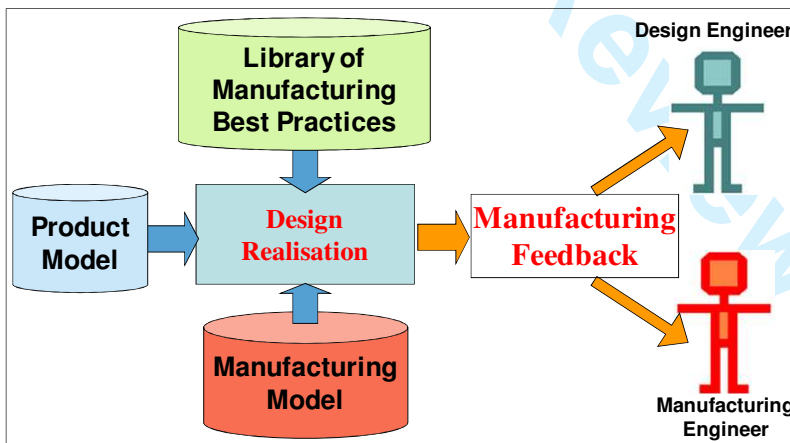 Design Engineer
Library of
Manufacturing
Best Practices
Product
Model
Design
Realisation
Manufacturing
Feedback
Manufacturing
Model
Manufacturing
Engineer